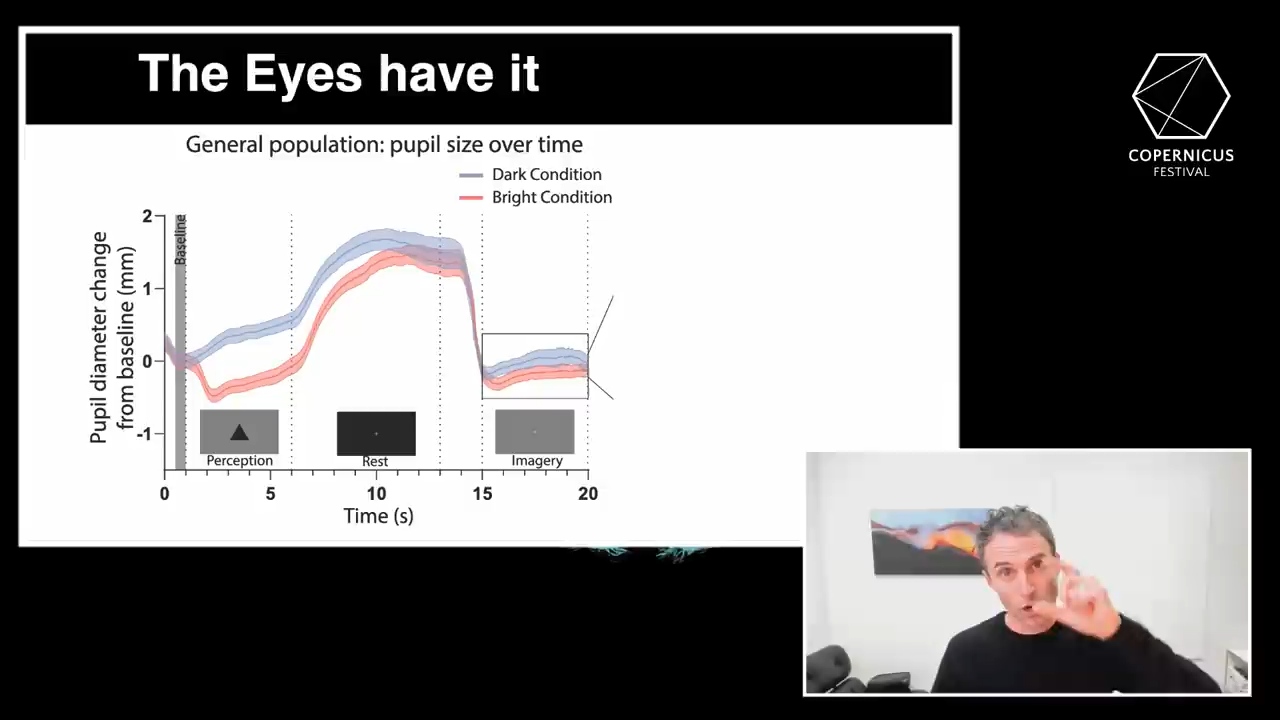 The Eyes have it
General population: pupil size over time
Dark Condition
Bright Condition
Pupil diameter change
from baseline (mm)
2
1
0
-1
Baseline
Perception
Rest
Imagery
0
5
10
15
20
Time (s)
COPERNICUS
FESTIVAL